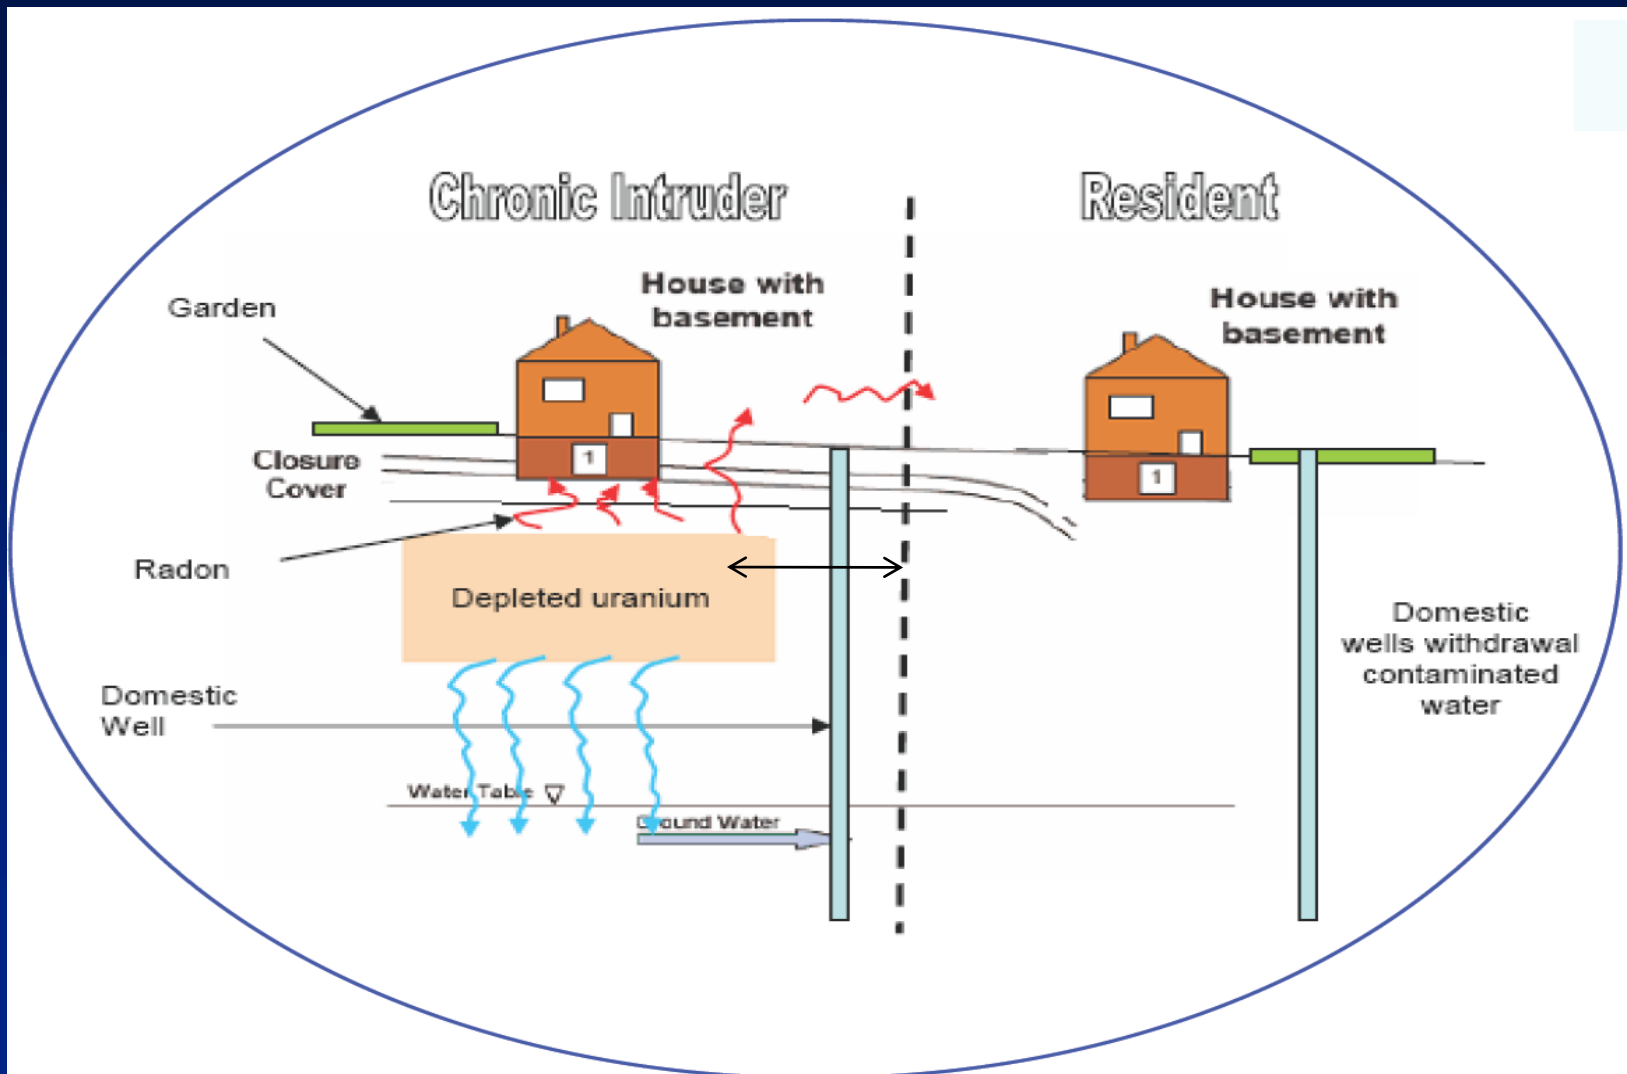 Chronic Intruder
Resident
House with
basement
House with
basement
Garden
Closure
Cover
1
1
Radon
Depleted uranium
Domestic
wells withdrawal
contaminated
water
Domestic
Well
Water Table
Ground Water